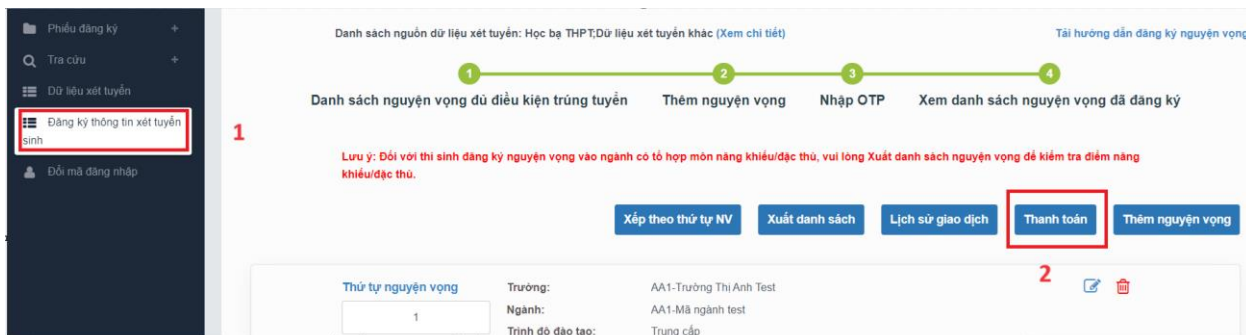 Phiếu đăng ký +
Tra cứu +
Dữ liệu xét tuyển
Đăng ký thông tin xét tuyển
sinh
Đổi mã đăng nhập
1
Danh sách nguồn dữ liệu xét tuyển: Học bạ THPT;Dữ liệu xét tuyển khác (Xem chi tiết)
Tải hướng dẫn đăng ký nguyện vọng
1 2 3 4
Danh sách nguyện vọng đủ điều kiện trúng tuyển Thêm nguyện vọng Nhập OTP Xem danh sách nguyện vọng đã đăng ký
Lưu ý: Đối với thí sinh đăng ký nguyện vọng vào ngành có tổ hợp môn năng khiếu/đặc thù, vui lòng Xuất danh sách nguyện vọng để kiểm tra điểm năng
khiếu/đặc thù.
Xếp theo thứ tự NV Xuất danh sách Lịch sử giao dịch Thanh toán Thêm nguyện vọng
2
Thứ tự nguyện vọng Trường: AA1-Trường Thị Anh Test
1 Ngành: AA1-Mã ngành test
Trình độ đào tạo: Trung cấp